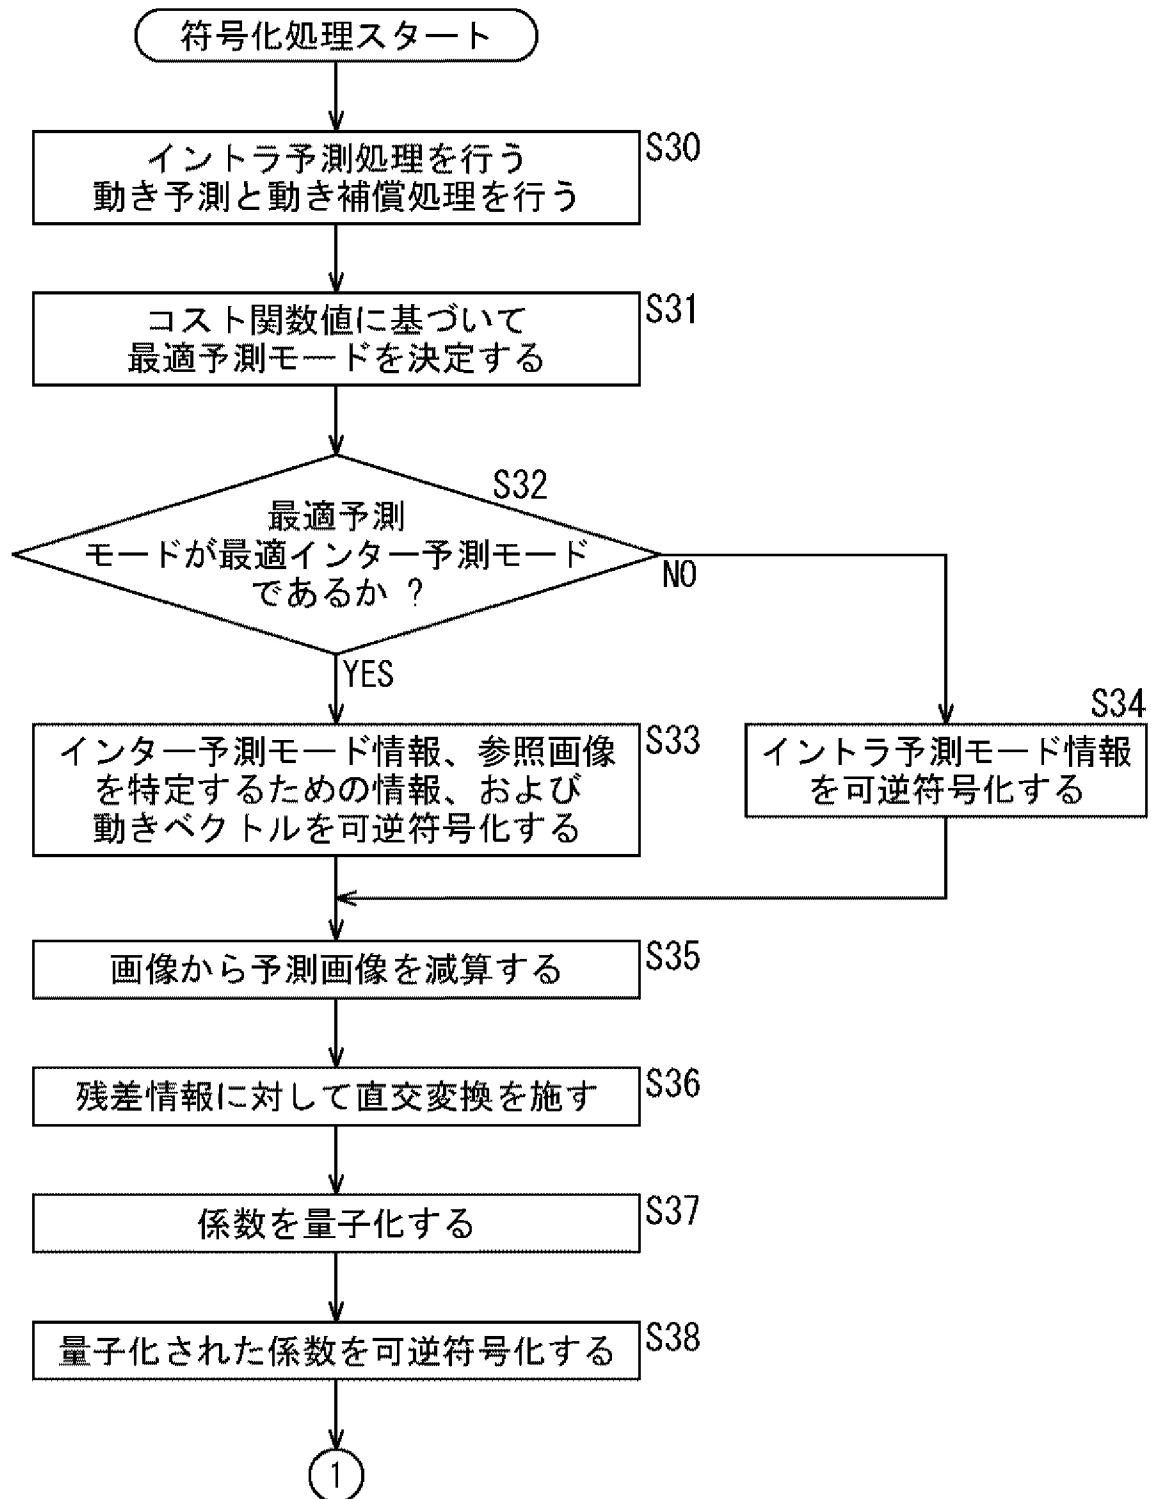 符号化処理スタート
イントラ予測処理を行う
動き予測と動き補償処理を行う
S30
コスト関数値に基づいて
最適予測モードを決定する
S31
S32
最適予測
モードが最適インター予測モード
であるか ?
NO
YES
インター予測モード情報、参照画像
を特定するための情報、および
動きベクトルを可逆符号化する
S33
S34
イントラ予測モード情報
を可逆符号化する
画像から予測画像を減算する
S35
残差情報に対して直交変換を施す
S36
係数を量子化する
S37
量子化された係数を可逆符号化する
S38
1